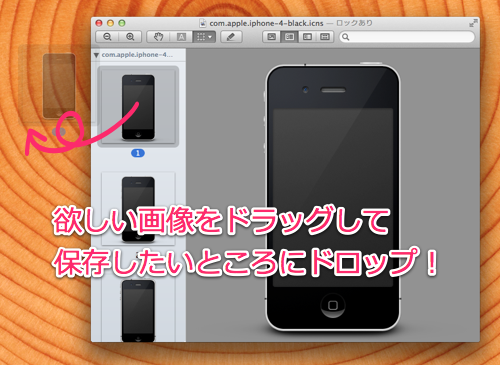 com.apple.iphone-4-black.icns — ロックあり
com.apple.iphone-4...
1
欲しい画像をドラッグして
保存したいところにドロップ！